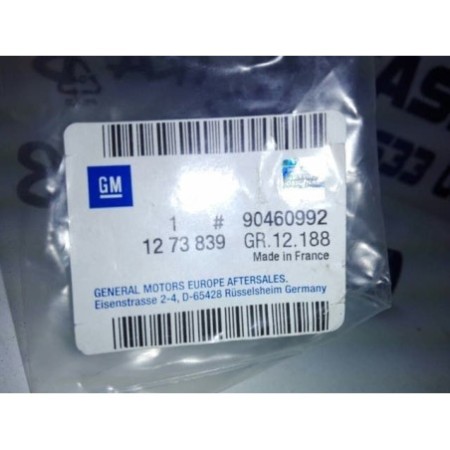 GM
1 # 90460992
12 73 839 GR.12.188
Made in France
GENERAL MOTORS EUROPE AFTERSALES.
Eisenstrasse 2-4, D-65428 Rüsselsheim Germany